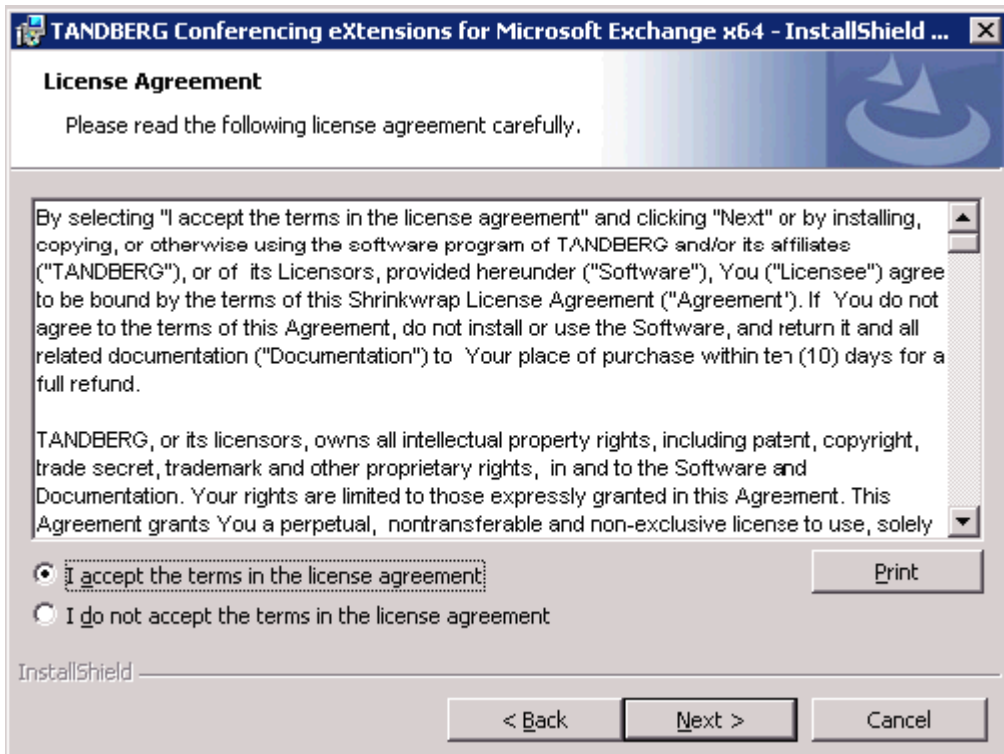 TANDBERG Conferencing eXtensions for Microsoft Exchange x64 - InstallShield ...
License Agreement
Please read the following license agreement carefully.
By selecting "I accept the terms in the license agreement" and clicking "Next" or by installing,
copying, or otherwise using the software program of TANDBERG and/or its affiliates
("TANDBERG"), or of its Licensors, provided hereunder ("Software"), You ("Licensee") agree
to be bound by the terms of this Shrinkwrap License Agreement ("Agreement"). If You do not
agree to the terms of this Agreement, do not install or use the Software, and return it and all
related documentation ("Documentation") to Your place of purchase within ten (10) days for a
full refund.
TANDBERG, or its licensors, owns all intellectual property rights, including patent, copyright,
trade secret, trademark and other proprietary rights, in and to the Software and
Documentation. Your rights are limited to those expressly granted in this Agreement. This
Agreement grants You a perpetual, nontransferable and non-exclusive license to use, solely
I accept the terms in the license agreement
Print
I do not accept the terms in the license agreement
InstallShield
< Back
Next >
Cancel